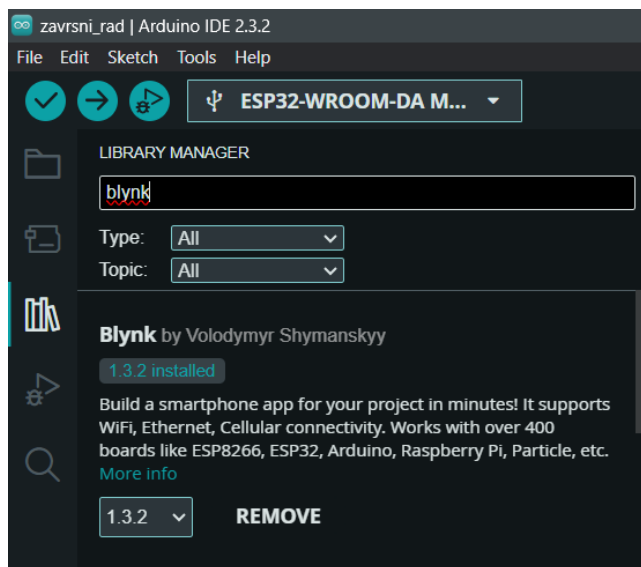 zavrsni_rad | Arduino IDE 2.3.2
File Edit Sketch Tools Help
ESP32-WROOM-DA M...
LIBRARY MANAGER
blynk
Type: All
Topic: All
Blynk by Volodymyr Shymanskyy
1.3.2 installed
Build a smartphone app for your project in minutes! It supports
WiFi, Ethernet, Cellular connectivity. Works with over 400
boards like ESP8266, ESP32, Arduino, Raspberry Pi, Particle, etc.
More info
1.3.2 REMOVE